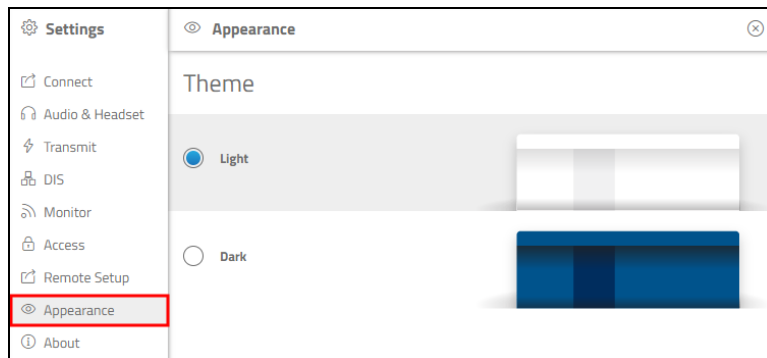 Settings
Connect
Audio & Headset
Transmit
DIS
Monitor
Access
Remote Setup
Appearance
About
Appearance
Theme
Light
Dark